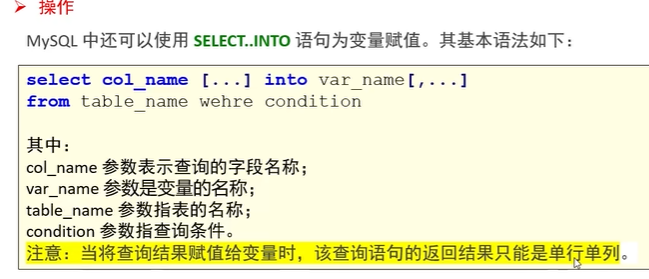 ➢ 操作
MySQL 中还可以使用 SELECT..INTO 语句为变量赋值。其基本语法如下：
select col_name [...] into var_name[,...]
from table_name wehre condition
其中：
col_name 参数表示查询的字段名称；
var_name 参数是变量的名称；
table_name 参数指表的名称；
condition 参数指查询条件。
注意：当将查询结果赋值给变量时，该查询语句的返回结果只能是单行单列。